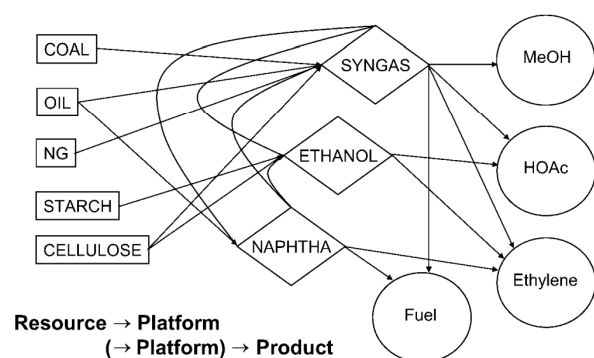 COAL
SYNGAS
MeOH
OIL
NG
ETHANOL
HOAc
STARCH
CELLULOSE
NAPHTHA
Ethylene
Fuel
Resource → Platform
(→ Platform) → Product